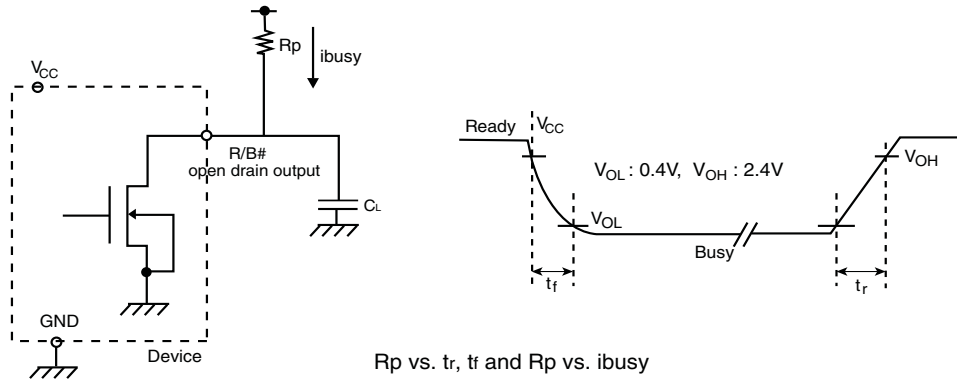 Rp
ibusy
VCC
R/B#
open drain output
CL
GND
Device
Ready
VCC
VOL : 0.4V, VOH : 2.4V
VOH
VOL
Busy
tf
tr
Rp vs. tr, tf and Rp vs. ibusy